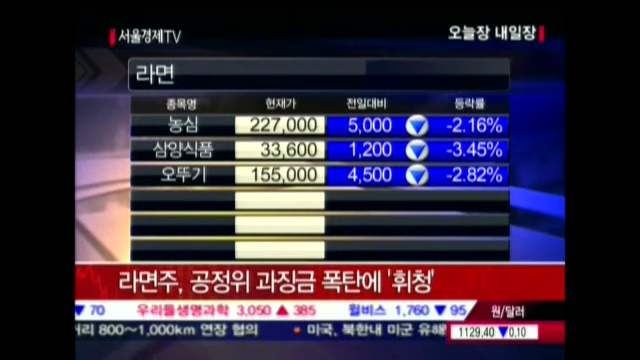 서울경제TV
오늘장 내일장
라면
종목명 현재가 전일대비 등락률
농심 227,000 5,000 ▼ -2.16%
삼양식품 33,600 1,200 ▼ -3.45%
오뚜기 155,000 4,500 ▼ -2.82%
라면주, 공정위 과징금 폭탄에 '휘청'
▼ 70 우리들생명과학 3,050 ▲ 385 윌비스 1,760 ▼ 95 원/달러
거리 800~1,000km 연장 협의 • 미국, 북한내 미군 유해 1129,40 ▼0,10